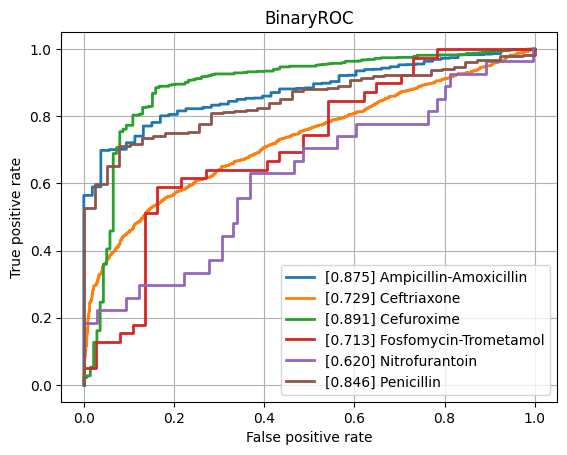 BinaryROC
True positive rate
1.0
0.8
0.6
0.4
0.2
0.0
[0.875] Ampicillin-Amoxicillin
[0.729] Ceftriaxone
[0.891] Cefuroxime
[0.713] Fosfomycin-Trometamol
[0.620] Nitrofurantoin
[0.846] Penicillin
0.0 0.2 0.4 0.6 0.8 1.0
False positive rate